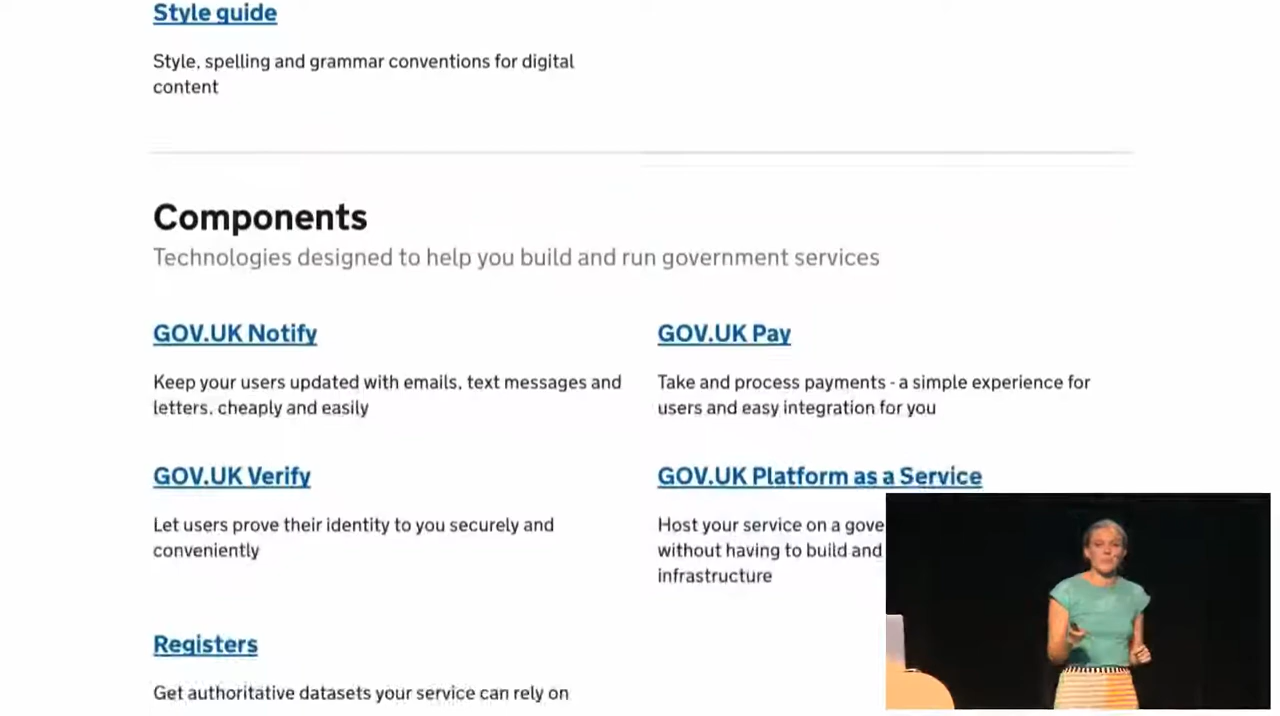 Style guide
Style, spelling and grammar conventions for digital
content
Components
Technologies designed to help you build and run government services
GOV.UK Notify
Keep your users updated with emails, text messages and
letters, cheaply and easily
GOV.UK Pay
Take and process payments - a simple experience for
users and easy integration for you
GOV.UK Verify
Let users prove their identity to you securely and
conveniently
GOV.UK Platform as a Service
Host your service on a
without having to build and
infrastructure
Registers
Get authoritative datasets your service can rely on